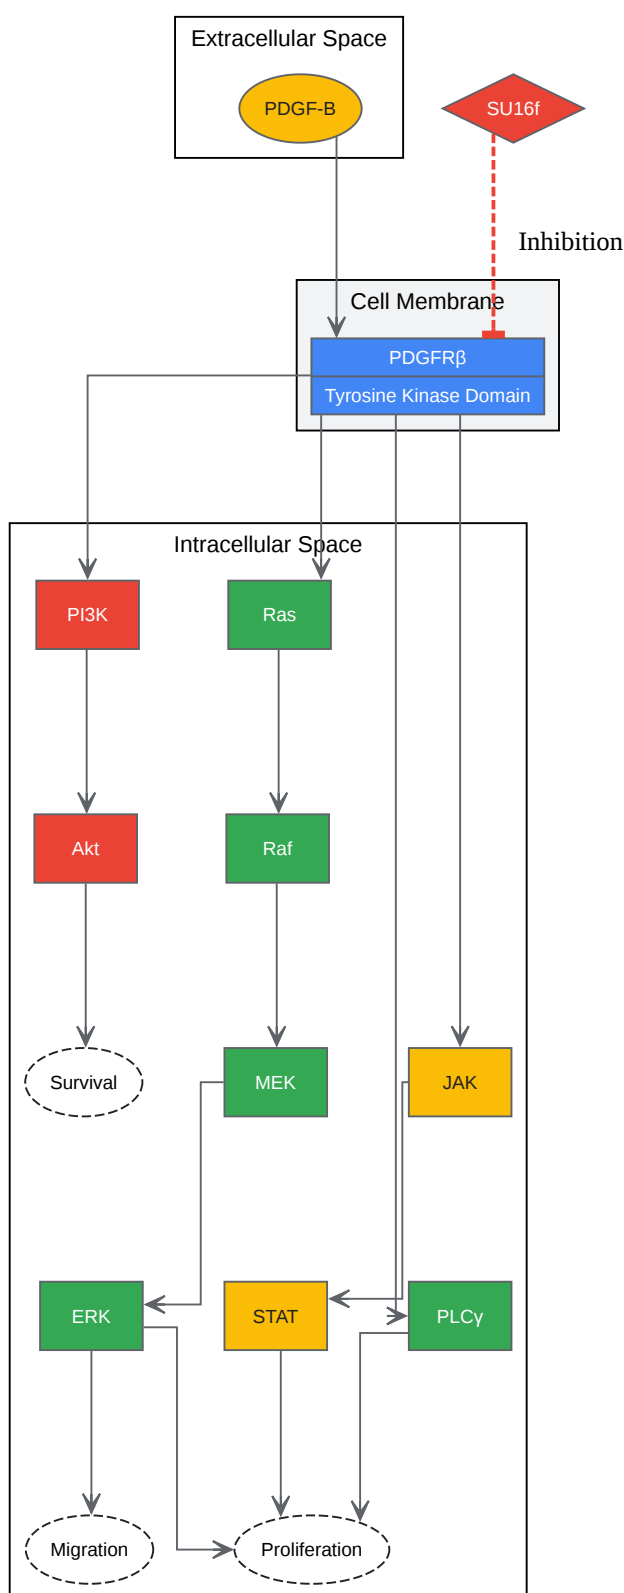 Extracellular Space
PDGF-B
SU16f
Inhibition
Cell Membrane
PDGFRβ
Tyrosine Kinase Domain
Intracellular Space
PI3K
Ras
Akt
Raf
Survival
MEK
JAK
ERK
STAT
PLCγ
Migration
Proliferation